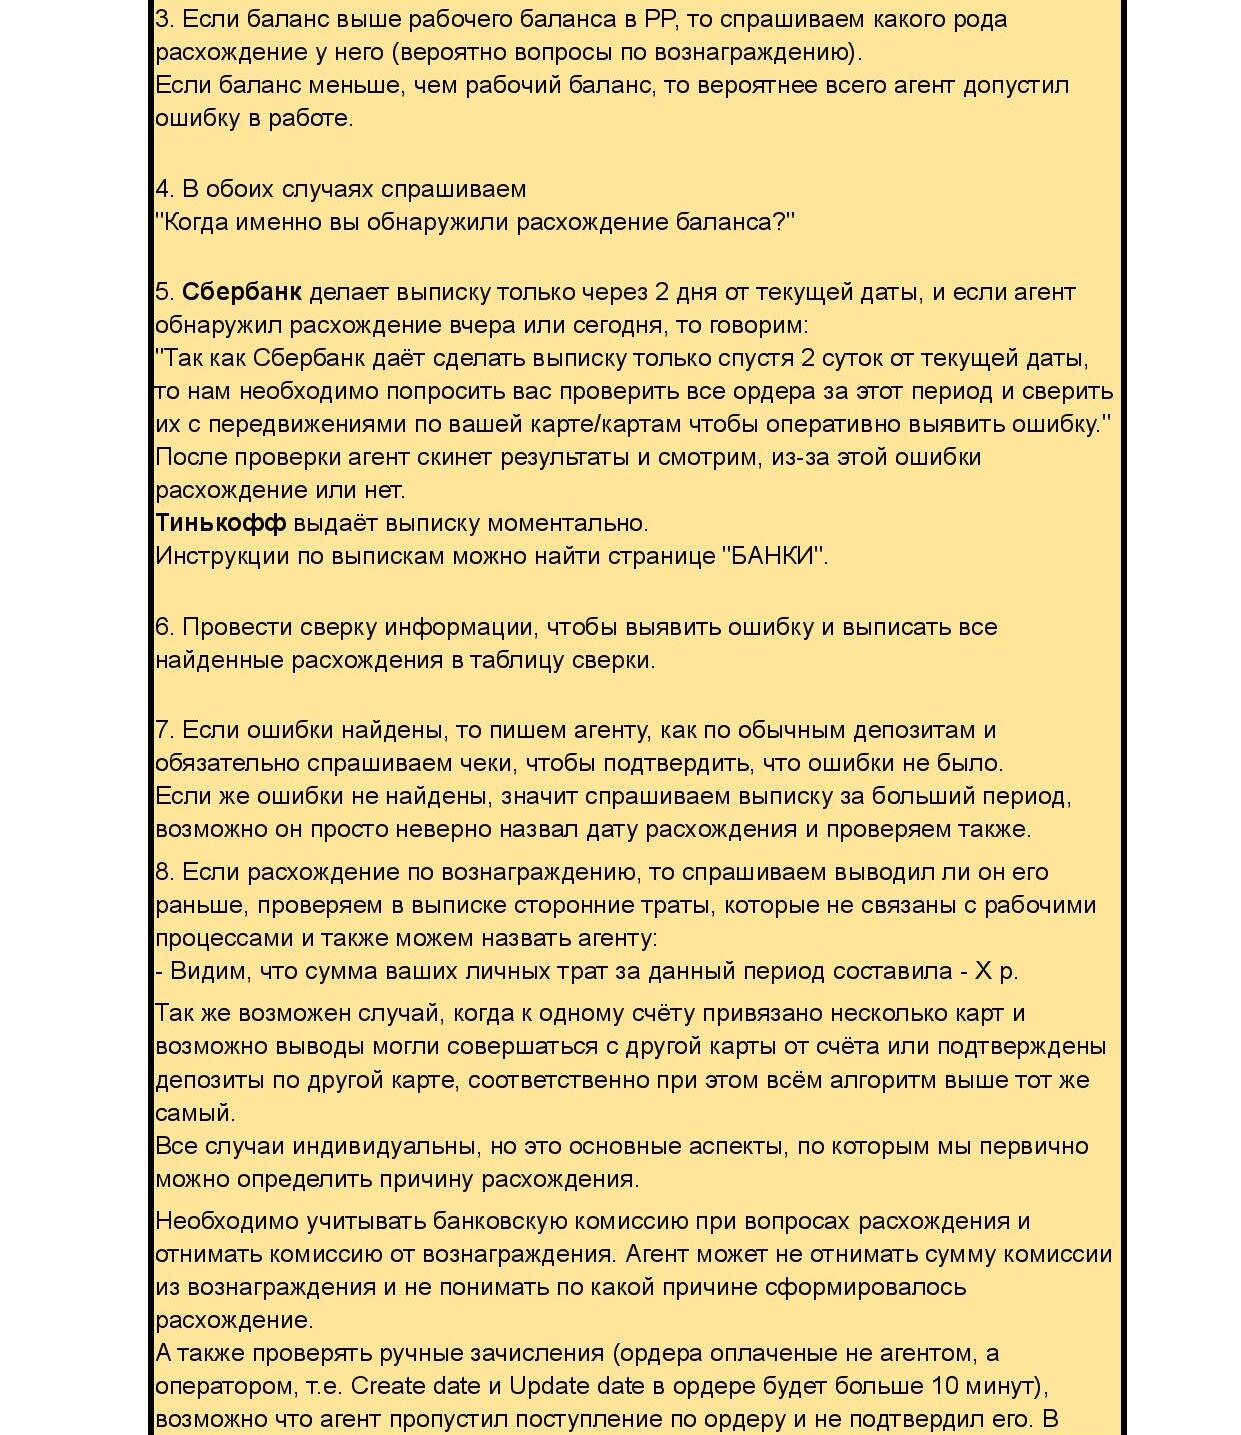 3. Если баланс выше рабочего баланса в РР, то спрашиваем какого рода
расхождение у него (вероятно вопросы по вознаграждению).
Если баланс меньше, чем рабочий баланс, то вероятнее всего агент допустил
ошибку в работе.
4. В обоих случаях спрашиваем
"Когда именно вы обнаружили расхождение баланса?"
5. Сбербанк делает выписку только через 2 дня от текущей даты, и если агент
обнаружил расхождение вчера или сегодня, то говорим:
"Так как Сбербанк даёт сделать выписку только спустя 2 суток от текущей даты,
то нам необходимо попросить вас проверить все ордера за этот период и сверить
их с передвижениями по вашей карте/картам чтобы оперативно выявить ошибку."
После проверки агент скинет результаты и смотрим, из-за этой ошибки
расхождение или нет.
Тинькофф выдаёт выписку моментально.
Инструкции по выпискам можно найти странице "БАНКИ".
6. Провести сверку информации, чтобы выявить ошибку и выписать все
найденные расхождения в таблицу сверки.
7. Если ошибки найдены, то пишем агенту, как по обычным депозитам и
обязательно спрашиваем чеки, чтобы подтвердить, что ошибки не было.
Если же ошибки не найдены, значит спрашиваем выписку за больший период,
возможно он просто неверно назвал дату расхождения и проверяем также.
8. Если расхождение по вознаграждению, то спрашиваем выводил ли он его
раньше, проверяем в выписке сторонние траты, которые не связаны с рабочими
процессами и также можем назвать агенту:
- Видим, что сумма ваших личных трат за данный период составила - Х р.
Так же возможен случай, когда к одному счёту привязано несколько карт и
возможно выводы могли совершаться с другой карты от счёта или подтверждены
депозиты по другой карте, соответственно при этом всём алгоритм выше тот же
самый.
Все случаи индивидуальны, но это основные аспекты, по которым мы первично
можно определить причину расхождения.
Необходимо учитывать банковскую комиссию при вопросах расхождения и
отнимать комиссию от вознаграждения. Агент может не отнимать сумму комиссии
из вознаграждения и не понимать по какой причине сформировалось
расхождение.
А также проверять ручные зачисления (ордера оплаченые не агентом, а
оператором, т.е. Create date и Update date в ордере будет больше 10 минут),
возможно что агент пропустил поступление по ордеру и не подтвердил его. В